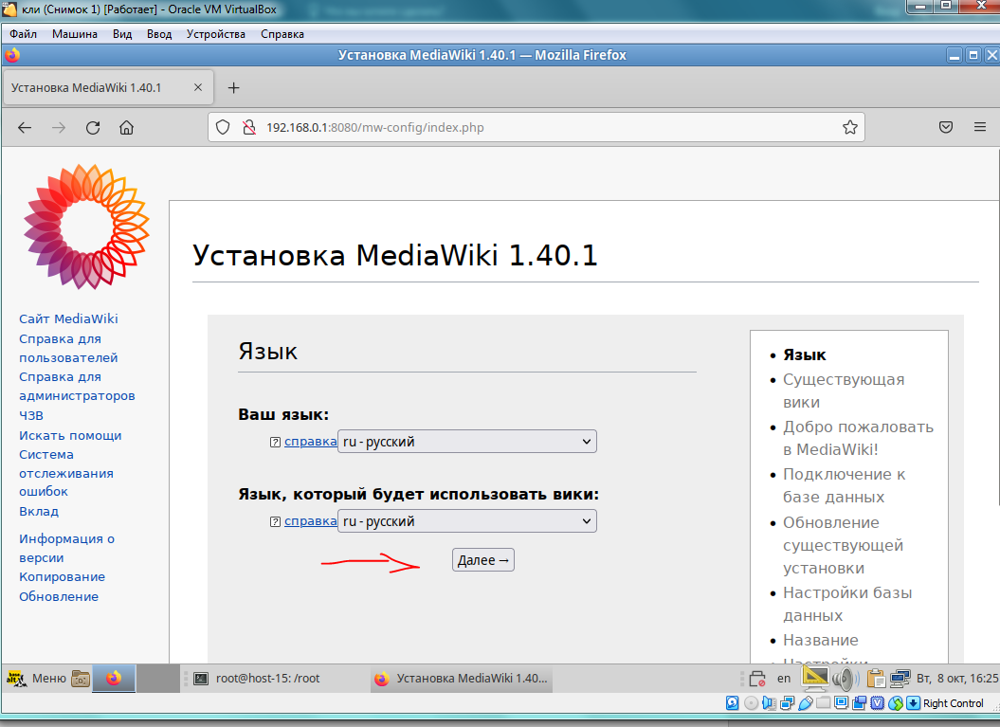 кли (Снимок 1) [Работает] - Oracle VM VirtualBox
Файл Машина Вид Ввод Устройства Справка
Установка MediaWiki 1.40.1 — Mozilla Firefox
Установка MediaWiki 1.40.1
192.168.0.1:8080/mw-config/index.php
Сайт MediaWiki
Справка для
пользователей
Справка для
администраторов
ЧЗВ
Искать помощи
Система
отслеживания
ошибок
Вклад
Информация о
версии
Копирование
Обновление
Установка MediaWiki 1.40.1
Язык
Ваш язык:
справка ru - русский
Язык, который будет использовать вики:
справка ru - русский
Далее →
Язык
Существующая
вики
Добро пожаловать
в MediaWiki!
Подключение к
базе данных
Обновление
существующей
установки
Настройки базы
данных
Название
Настройки
Меню root@host-15: /root Установка MediaWiki 1.40... en Вт, 8 окт, 16:25
Right Control